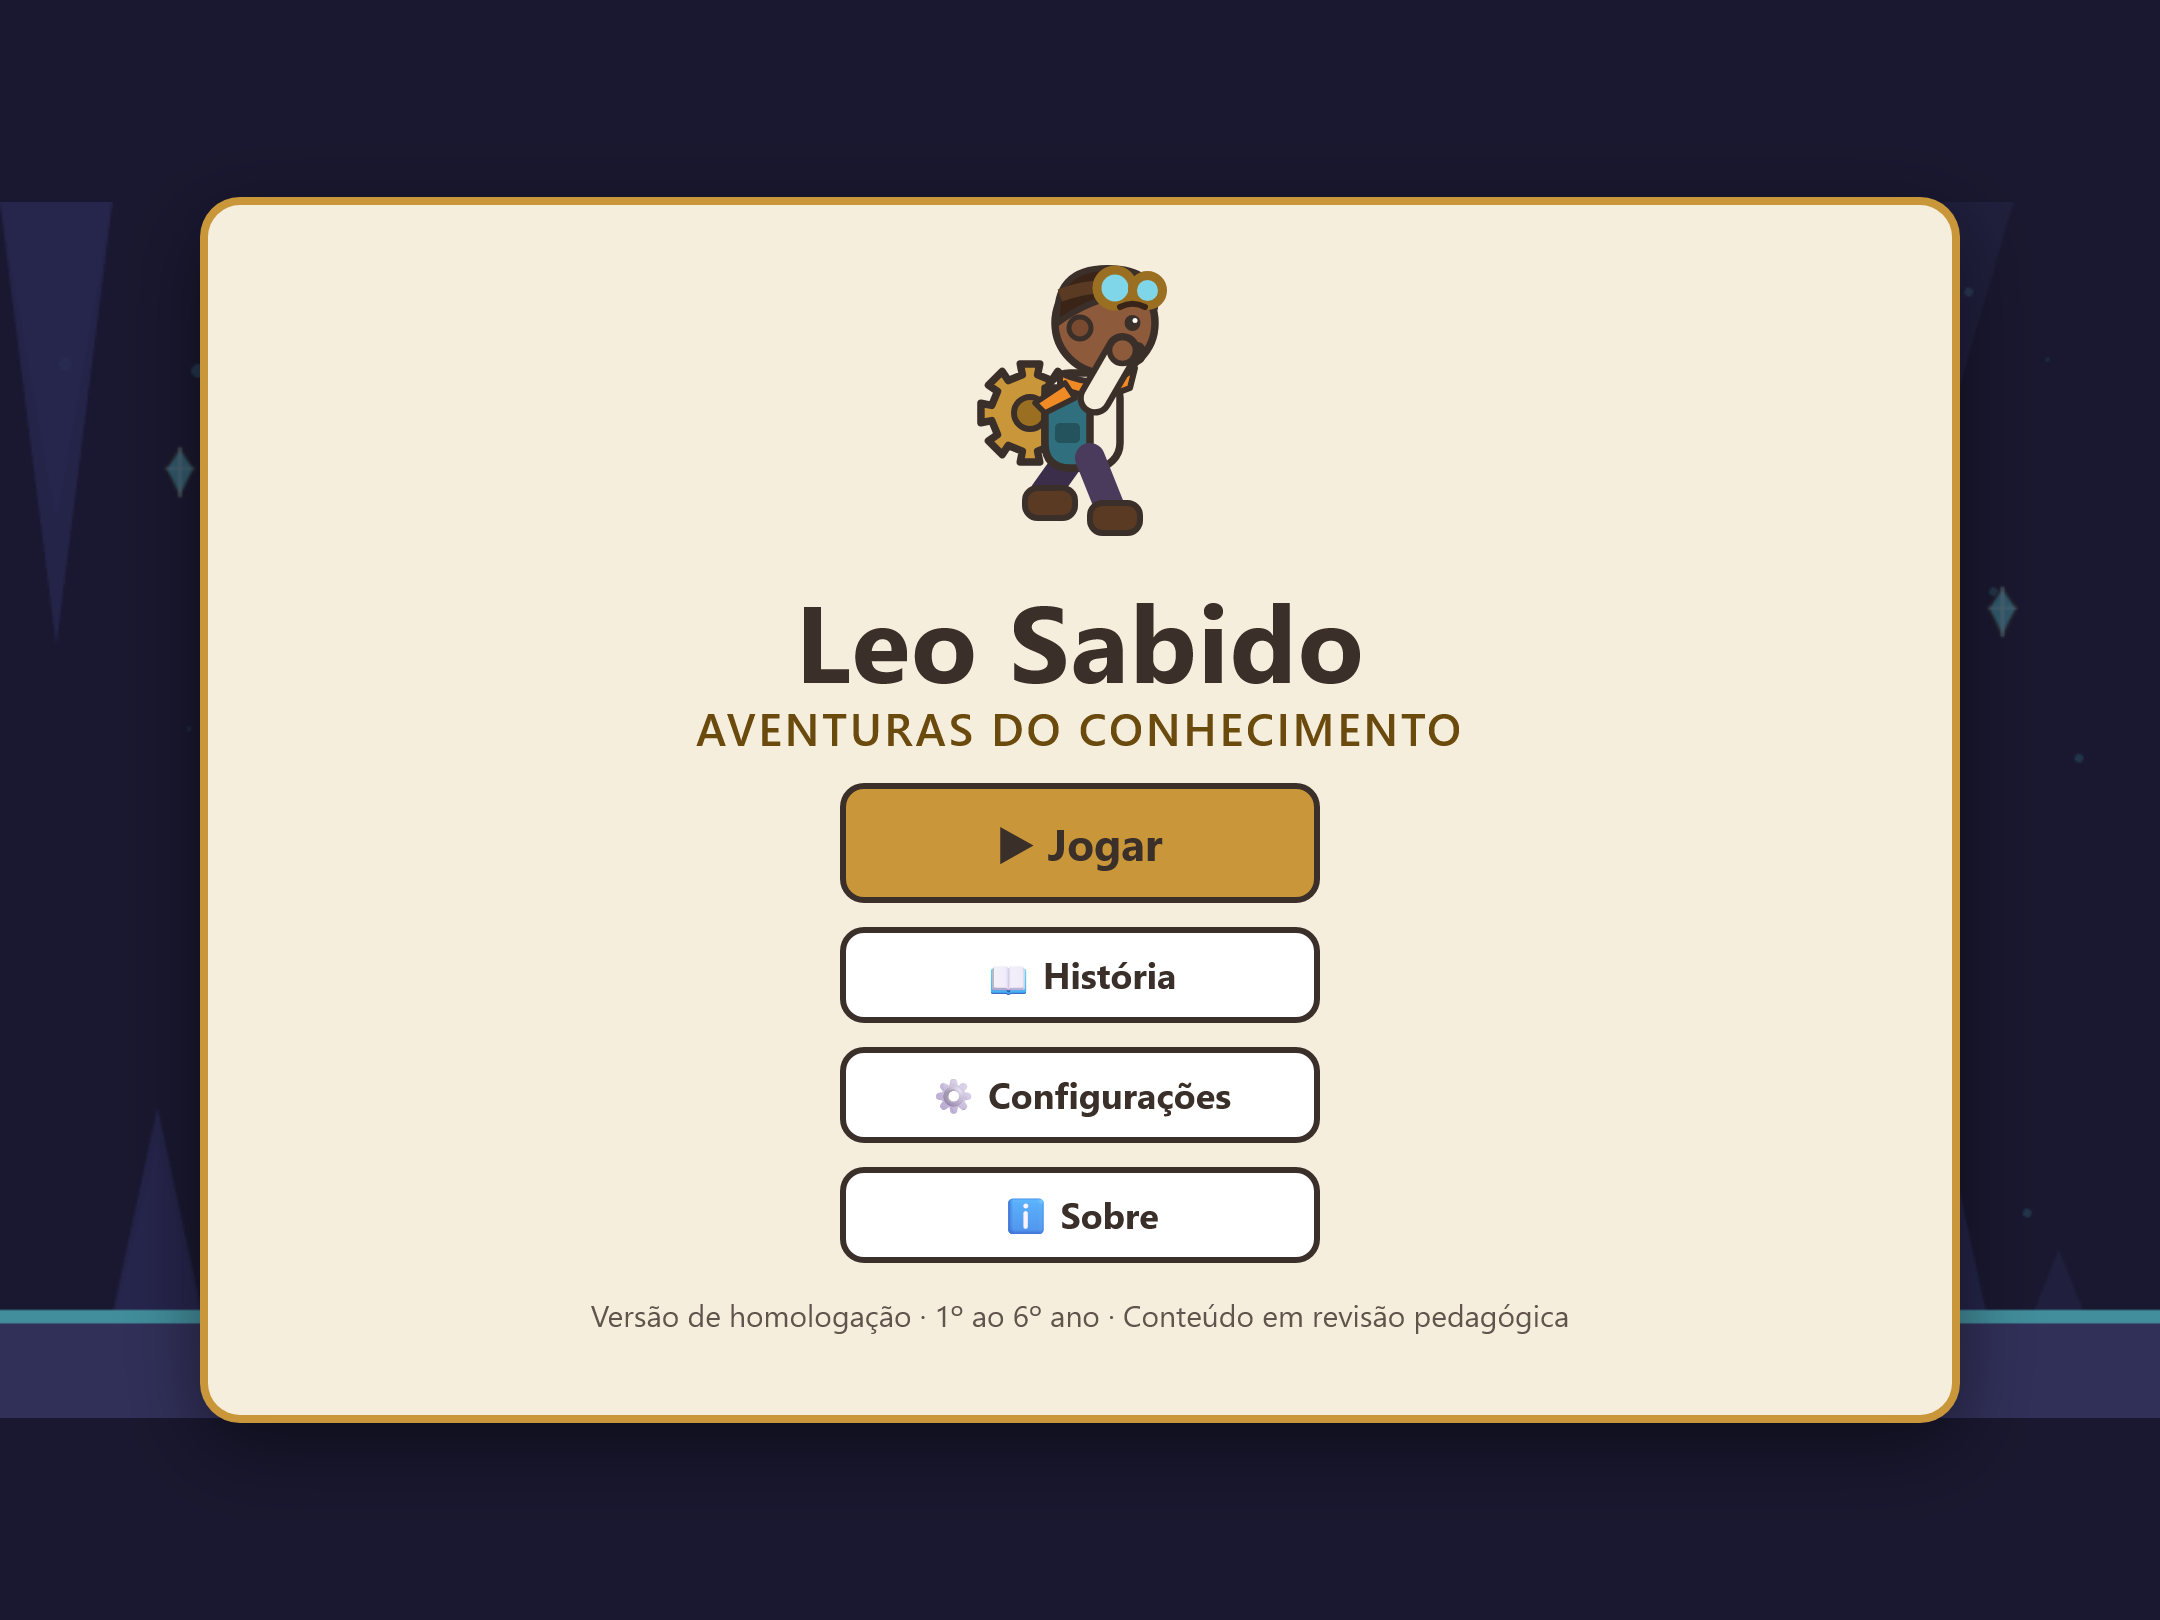 Leo Sabido
AVENTURAS DO CONHECIMENTO
▶ Jogar
📖 História
⚙️ Configurações
ℹ️ Sobre
Versão de homologação · 1º ao 6º ano · Conteúdo em revisão pedagógica